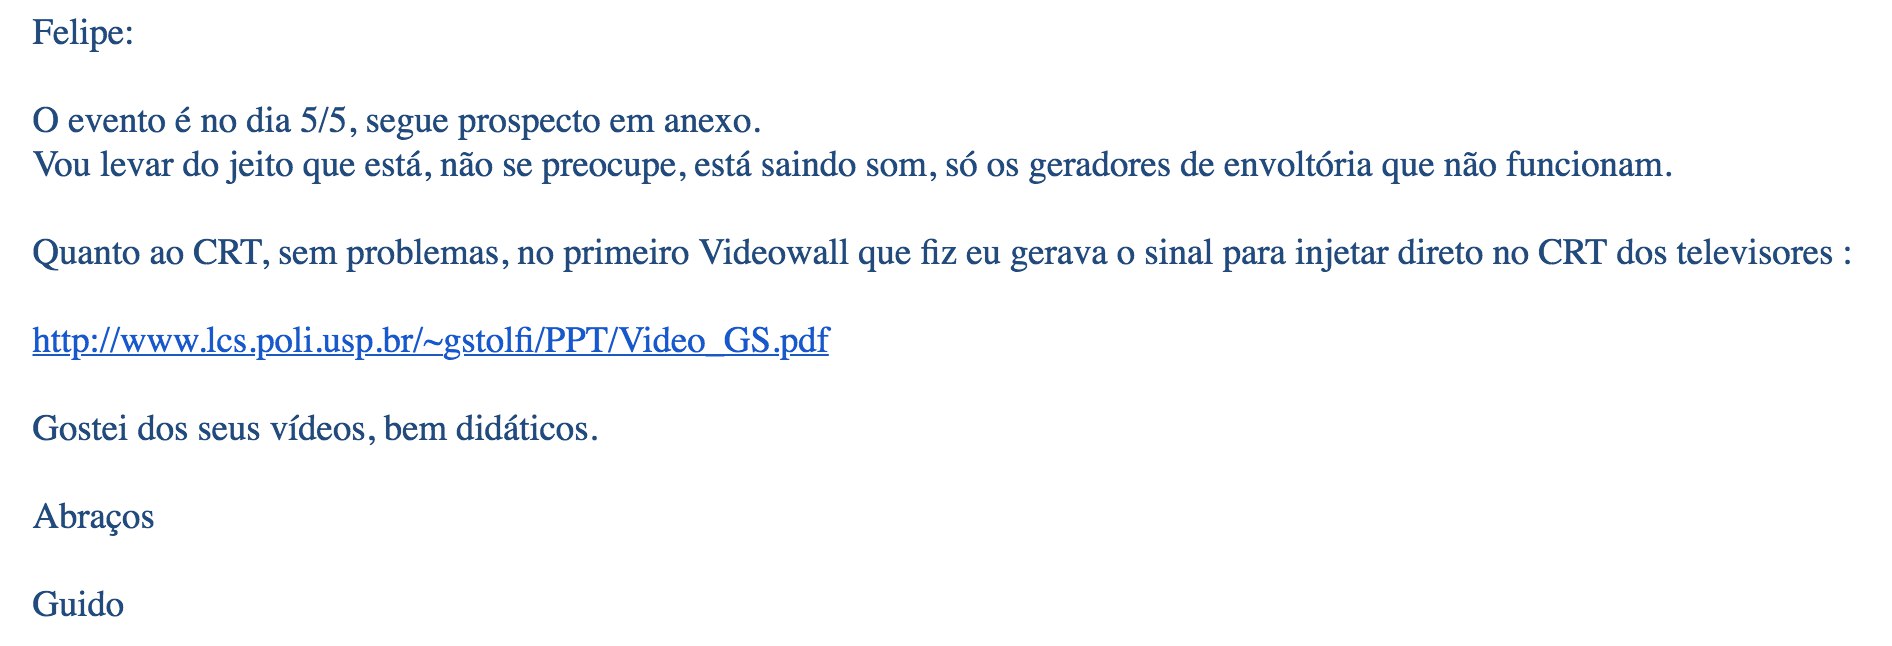 Felipe:
O evento é no dia 5/5, segue prospecto em anexo.
Vou levar do jeito que está, não se preocupe, está saindo som, só os geradores de envoltória que não funcionam.
Quanto ao CRT, sem problemas, no primeiro Videowall que fiz eu gerava o sinal para injetar direto no CRT dos televisores :
http://www.lcs.poli.usp.br/~gstolfi/PPT/Video_GS.pdf
Gostei dos seus vídeos, bem didáticos.
Abraços
Guido